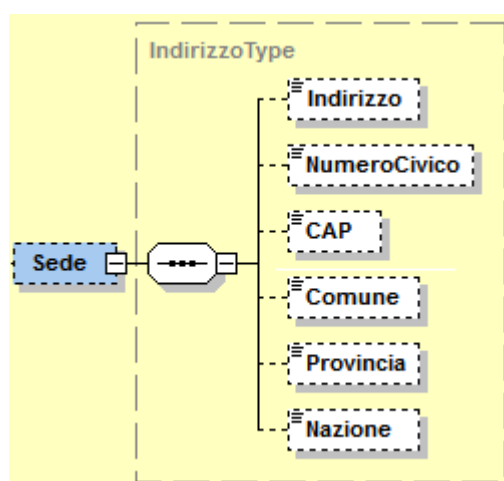 IndirizzoType
Indirizzo
NumeroCivico
CAP
Sede
Comune
Provincia
Nazione